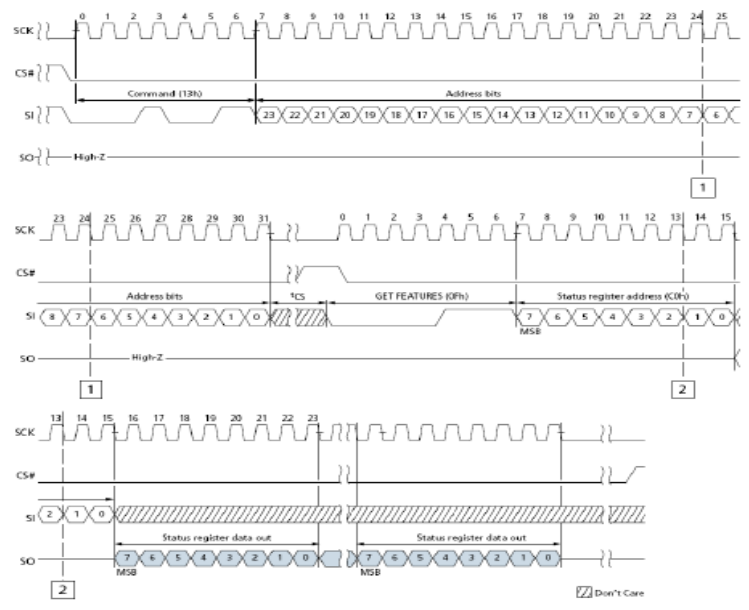 0 1 2 3 4 5 6 7 8 9 10 11 12 13 14 15 16 17 18 19 20 21 22 23 24 25
SCK
CS#
Command (13h) Address bits
SI 23 22 21 20 19 18 17 16 15 14 13 12 11 10 9 8 7 6
SO High-Z
1
23 24 25 26 27 28 29 30 31 0 1 2 3 4 5 6 7 8 9 10 11 12 13 14 15
SCK
CS#
Address bits tCS GET FEATURES (0Fh) Status register address (C0h)
SI 8 7 6 5 4 3 2 1 0 7 6 5 4 3 2 1 0
MSB
SO High-Z
1 2
13 14 15 16 17 18 19 20 21 22 23
SCK
CS#
SI 2 1 0
Status register data out Status register data out
SO 7 6 5 4 3 2 1 0 7 6 5 4 3 2 1 0
MSB MSB
2
Don't Care